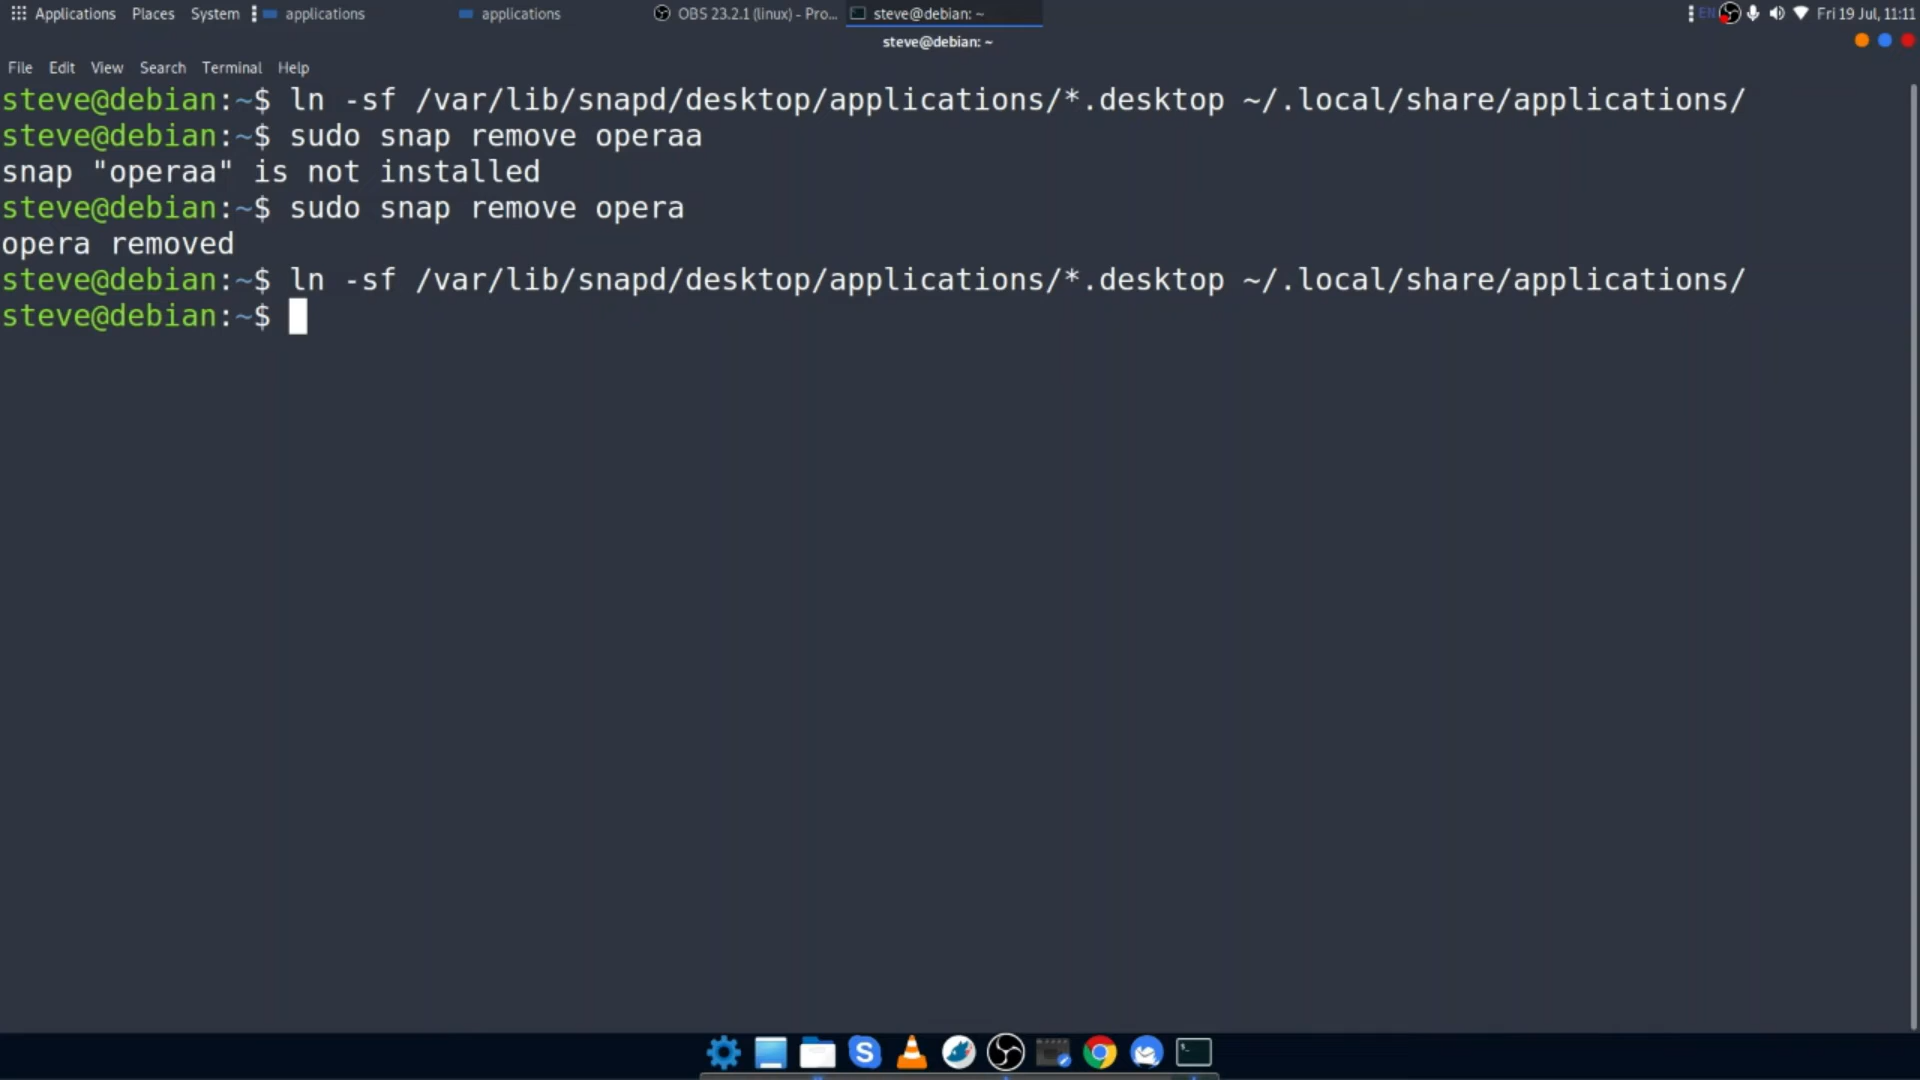 Applications Places System applications applications OBS 23.2.1 (linux) - Pro... steve@debian: ~ EN Fri 19 Jul, 11:11
steve@debian: ~
File Edit View Search Terminal Help
steve@debian:~$ ln -sf /var/lib/snapd/desktop/applications/*.desktop ~/.local/share/applications/
steve@debian:~$ sudo snap remove operaa
snap "operaa" is not installed
steve@debian:~$ sudo snap remove opera
opera removed
steve@debian:~$ ln -sf /var/lib/snapd/desktop/applications/*.desktop ~/.local/share/applications/
steve@debian:~$